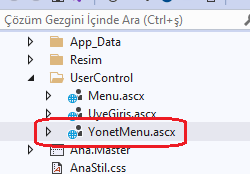 Çözüm Gezgini İçinde Ara (Ctrl+ş)
App_Data
Resim
UserControl
Menu.ascx
UyeGiris.ascx
YonetMenu.ascx
Ana.Master
AnaStil.css